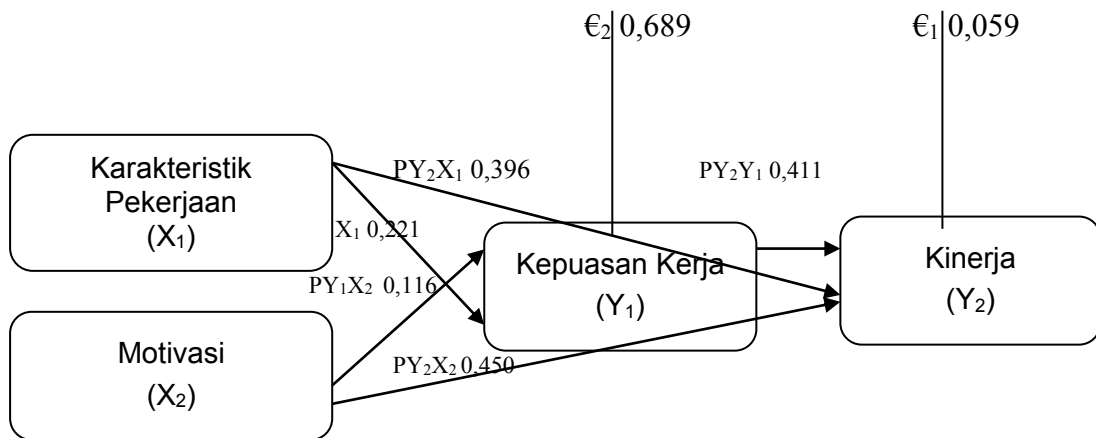 €₂ 0,689
€₁ 0,059
Karakteristik
Pekerjaan
(X₁)
PY₂X₁ 0,396
PY₂Y₁ 0,411
X₁ 0,221
Kepuasan Kerja
(Y₁)
Kinerja
(Y₂)
PY₁X₂ 0,116
Motivasi
(X₂)
PY₂X₂ 0,450